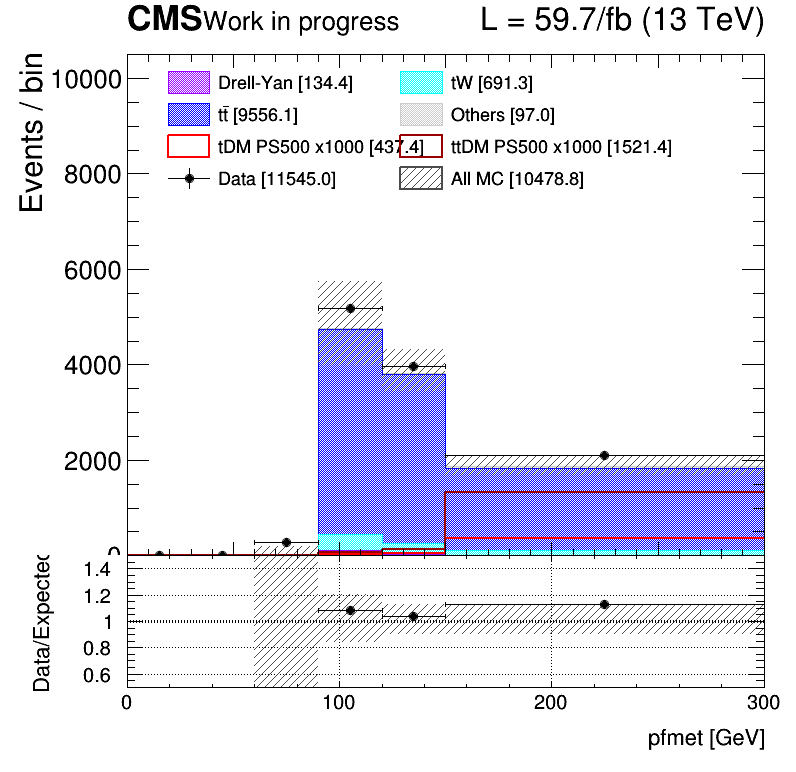 CMS Work in progress L = 59.7/fb (13 TeV)
Events / bin
10000
8000
6000
4000
2000
0
Drell-Yan [134.4] tW [691.3]
tt̄ [9556.1] Others [97.0]
tDM PS500 x1000 [437.4] ttDM PS500 x1000 [1521.4]
Data [11545.0] All MC [10478.8]
Data/Expected
1.4
1.2
1
0.8
0.6
0 100 200 300
pfmet [GeV]